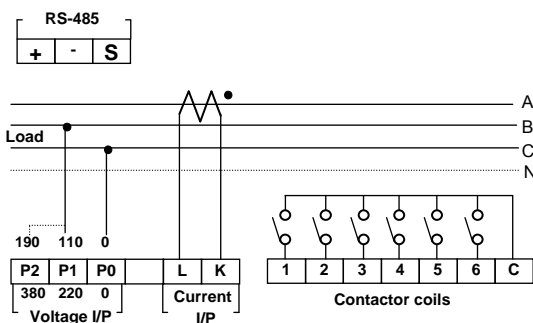 RS-485
+ - S
A
B
Load
C
N
190 110 0
P2 P1 P0 L K 1 2 3 4 5 6 C
380 220 0 Current Contactor coils
Voltage I/P I/P